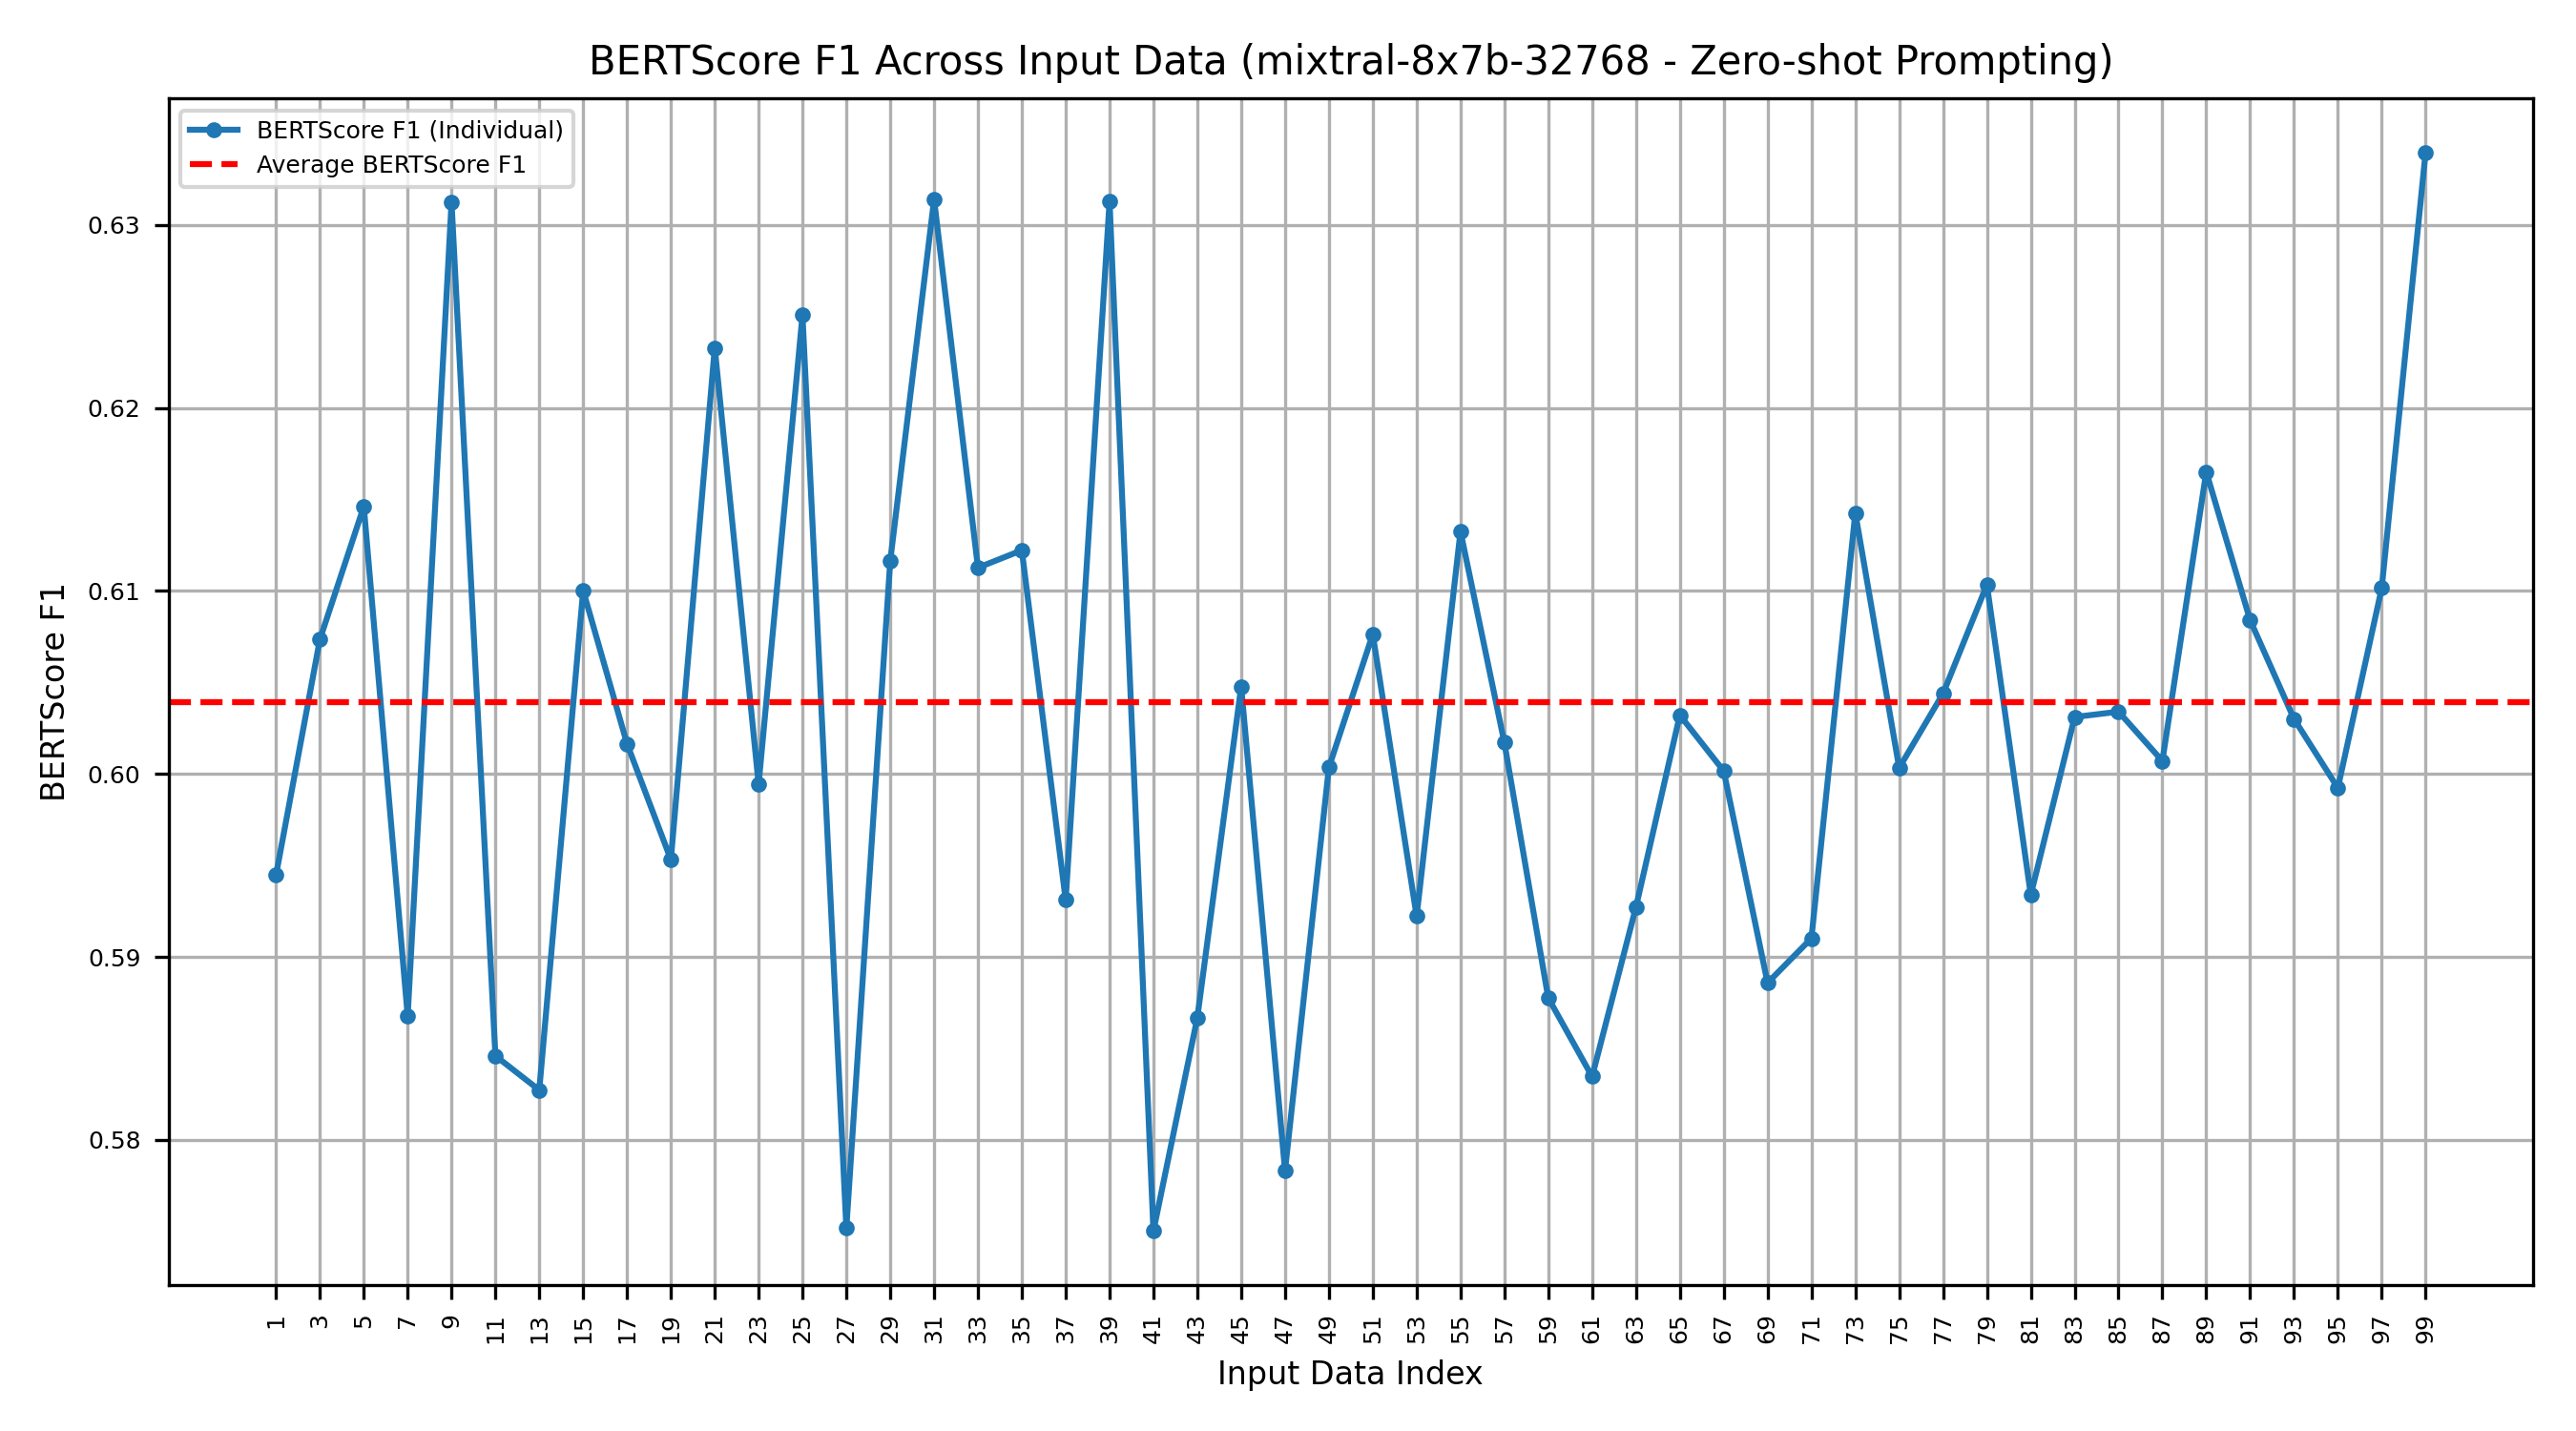 BERTScore F1 Across Input Data (mixtral-8x7b-32768 - Zero-shot Prompting)
BERTScore F1 (Individual)
Average BERTScore F1
0.63
0.62
0.61
0.60
0.59
0.58
BERTScore F1
1 3 5 7 9 11 13 15 17 19 21 23 25 27 29 31 33 35 37 39 41 43 45 47 49 51 53 55 57 59 61 63 65 67 69 71 73 75 77 79 81 83 85 87 89 91 93 95 97 99
Input Data Index